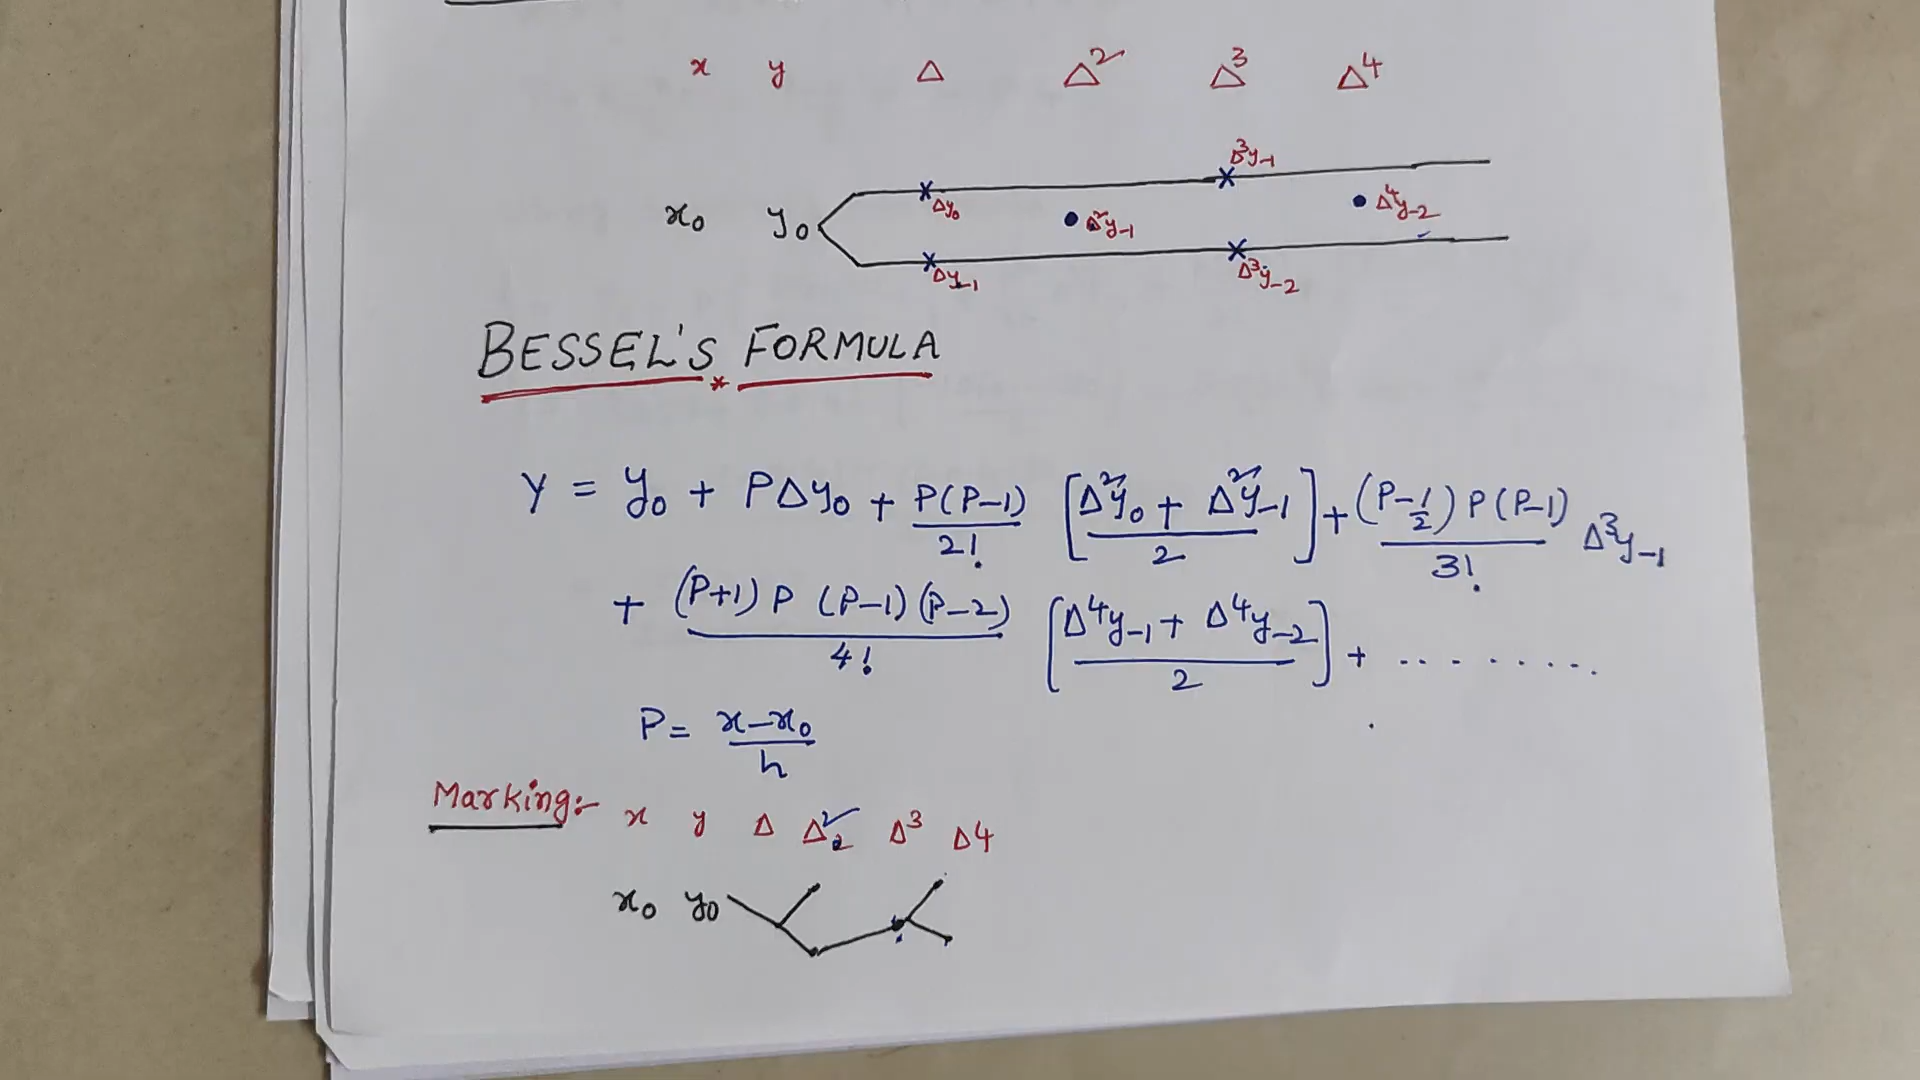 x y Δ Δ² Δ³ Δ⁴
Δ³y₋₁
Δy₀ Δ⁴y₋₂
x₀ y₀ Δ²y₋₁
Δy₋₁ Δ³y₋₂
BESSEL'S FORMULA
*
y = y₀ + PΔy₀ + P(P-1)/2! [(Δ²y₀ + Δ²y₋₁)/2] + (P-1/2)P(P-1)/3! Δ³y₋₁
+ (P+1)P(P-1)(P-2)/4! [(Δ⁴y₋₁ + Δ⁴y₋₂)/2] + .........
P = (x-x₀)/h
Marking:- x y Δ Δ² Δ³ Δ4
x₀ y₀